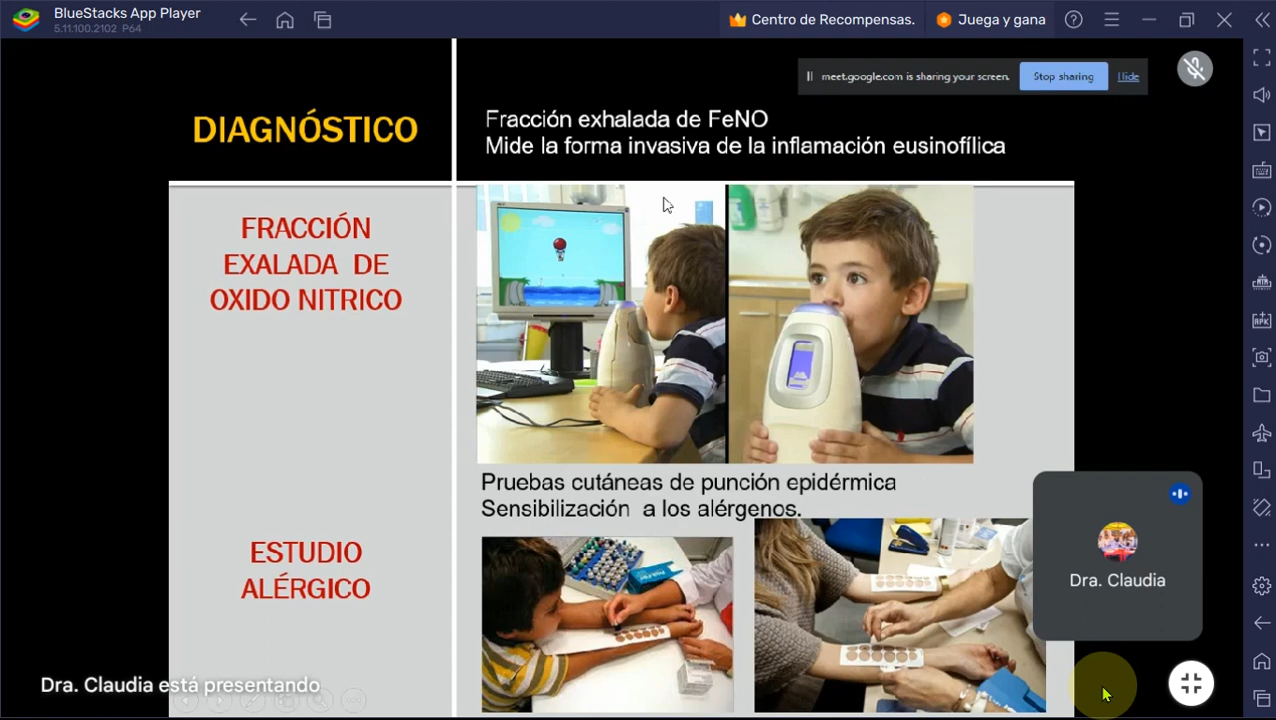 BlueStacks App Player
5.11.100.2102 P64
Centro de Recompensas.
Juega y gana
meet.google.com is sharing your screen.
Stop sharing
Hide
DIAGNÓSTICO
Fracción exhalada de FeNO
Mide la forma invasiva de la inflamación eusinofílica
FRACCIÓN
EXALADA DE
OXIDO NITRICO
Pruebas cutáneas de punción epidérmica
Sensibilización a los alérgenos.
ESTUDIO
ALÉRGICO
Dra. Claudia
Dra. Claudia está presentando